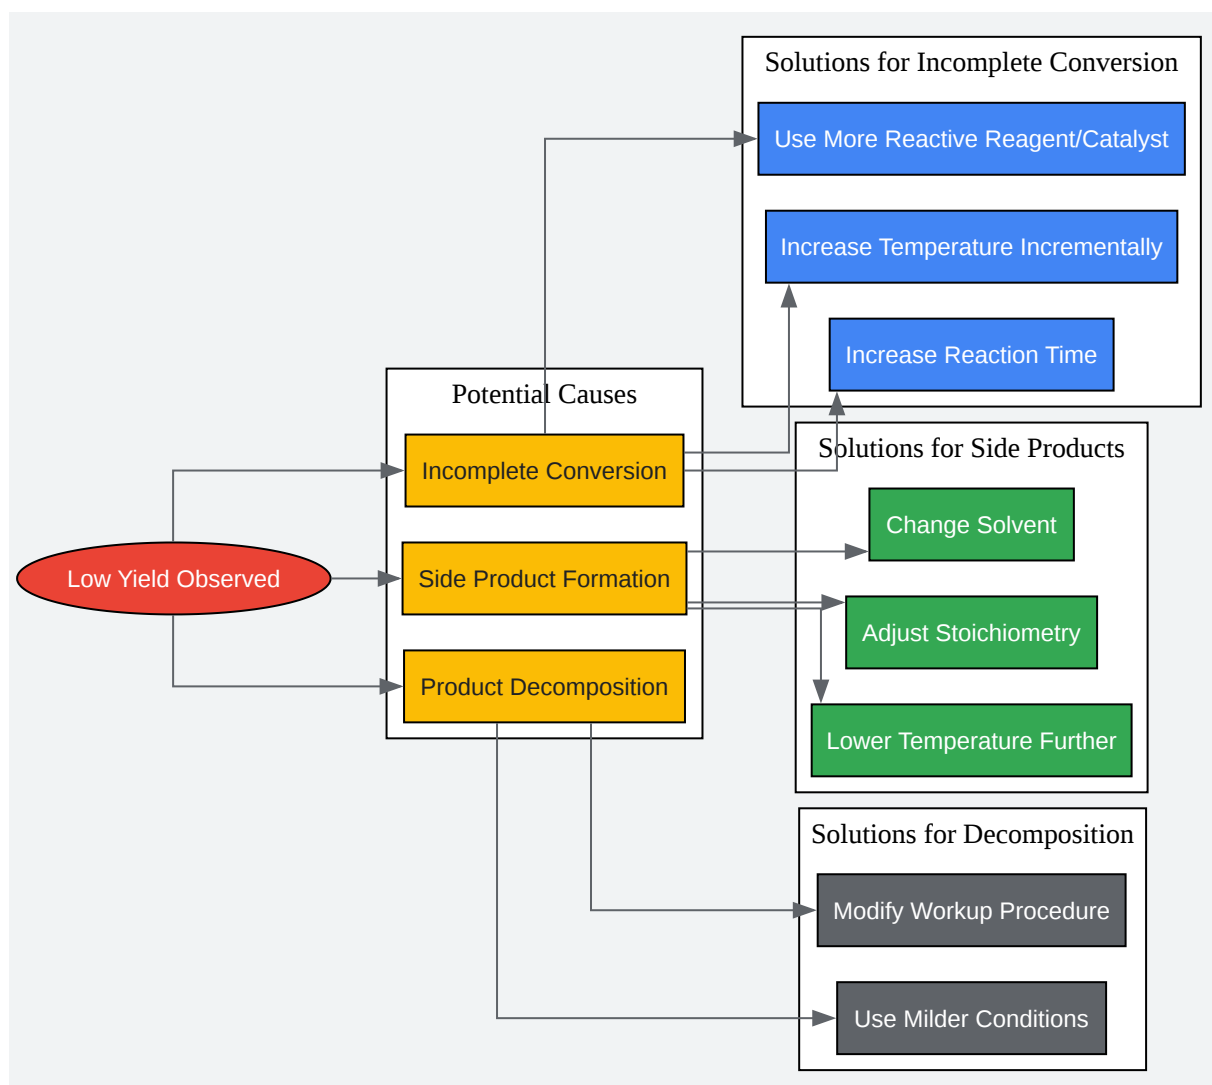 Solutions for Incomplete Conversion
Use More Reactive Reagent/Catalyst
Increase Temperature Incrementally
Increase Reaction Time
Potential Causes
Incomplete Conversion
Side Product Formation
Product Decomposition
Low Yield Observed
Solutions for Side Products
Change Solvent
Adjust Stoichiometry
Lower Temperature Further
Solutions for Decomposition
Modify Workup Procedure
Use Milder Conditions